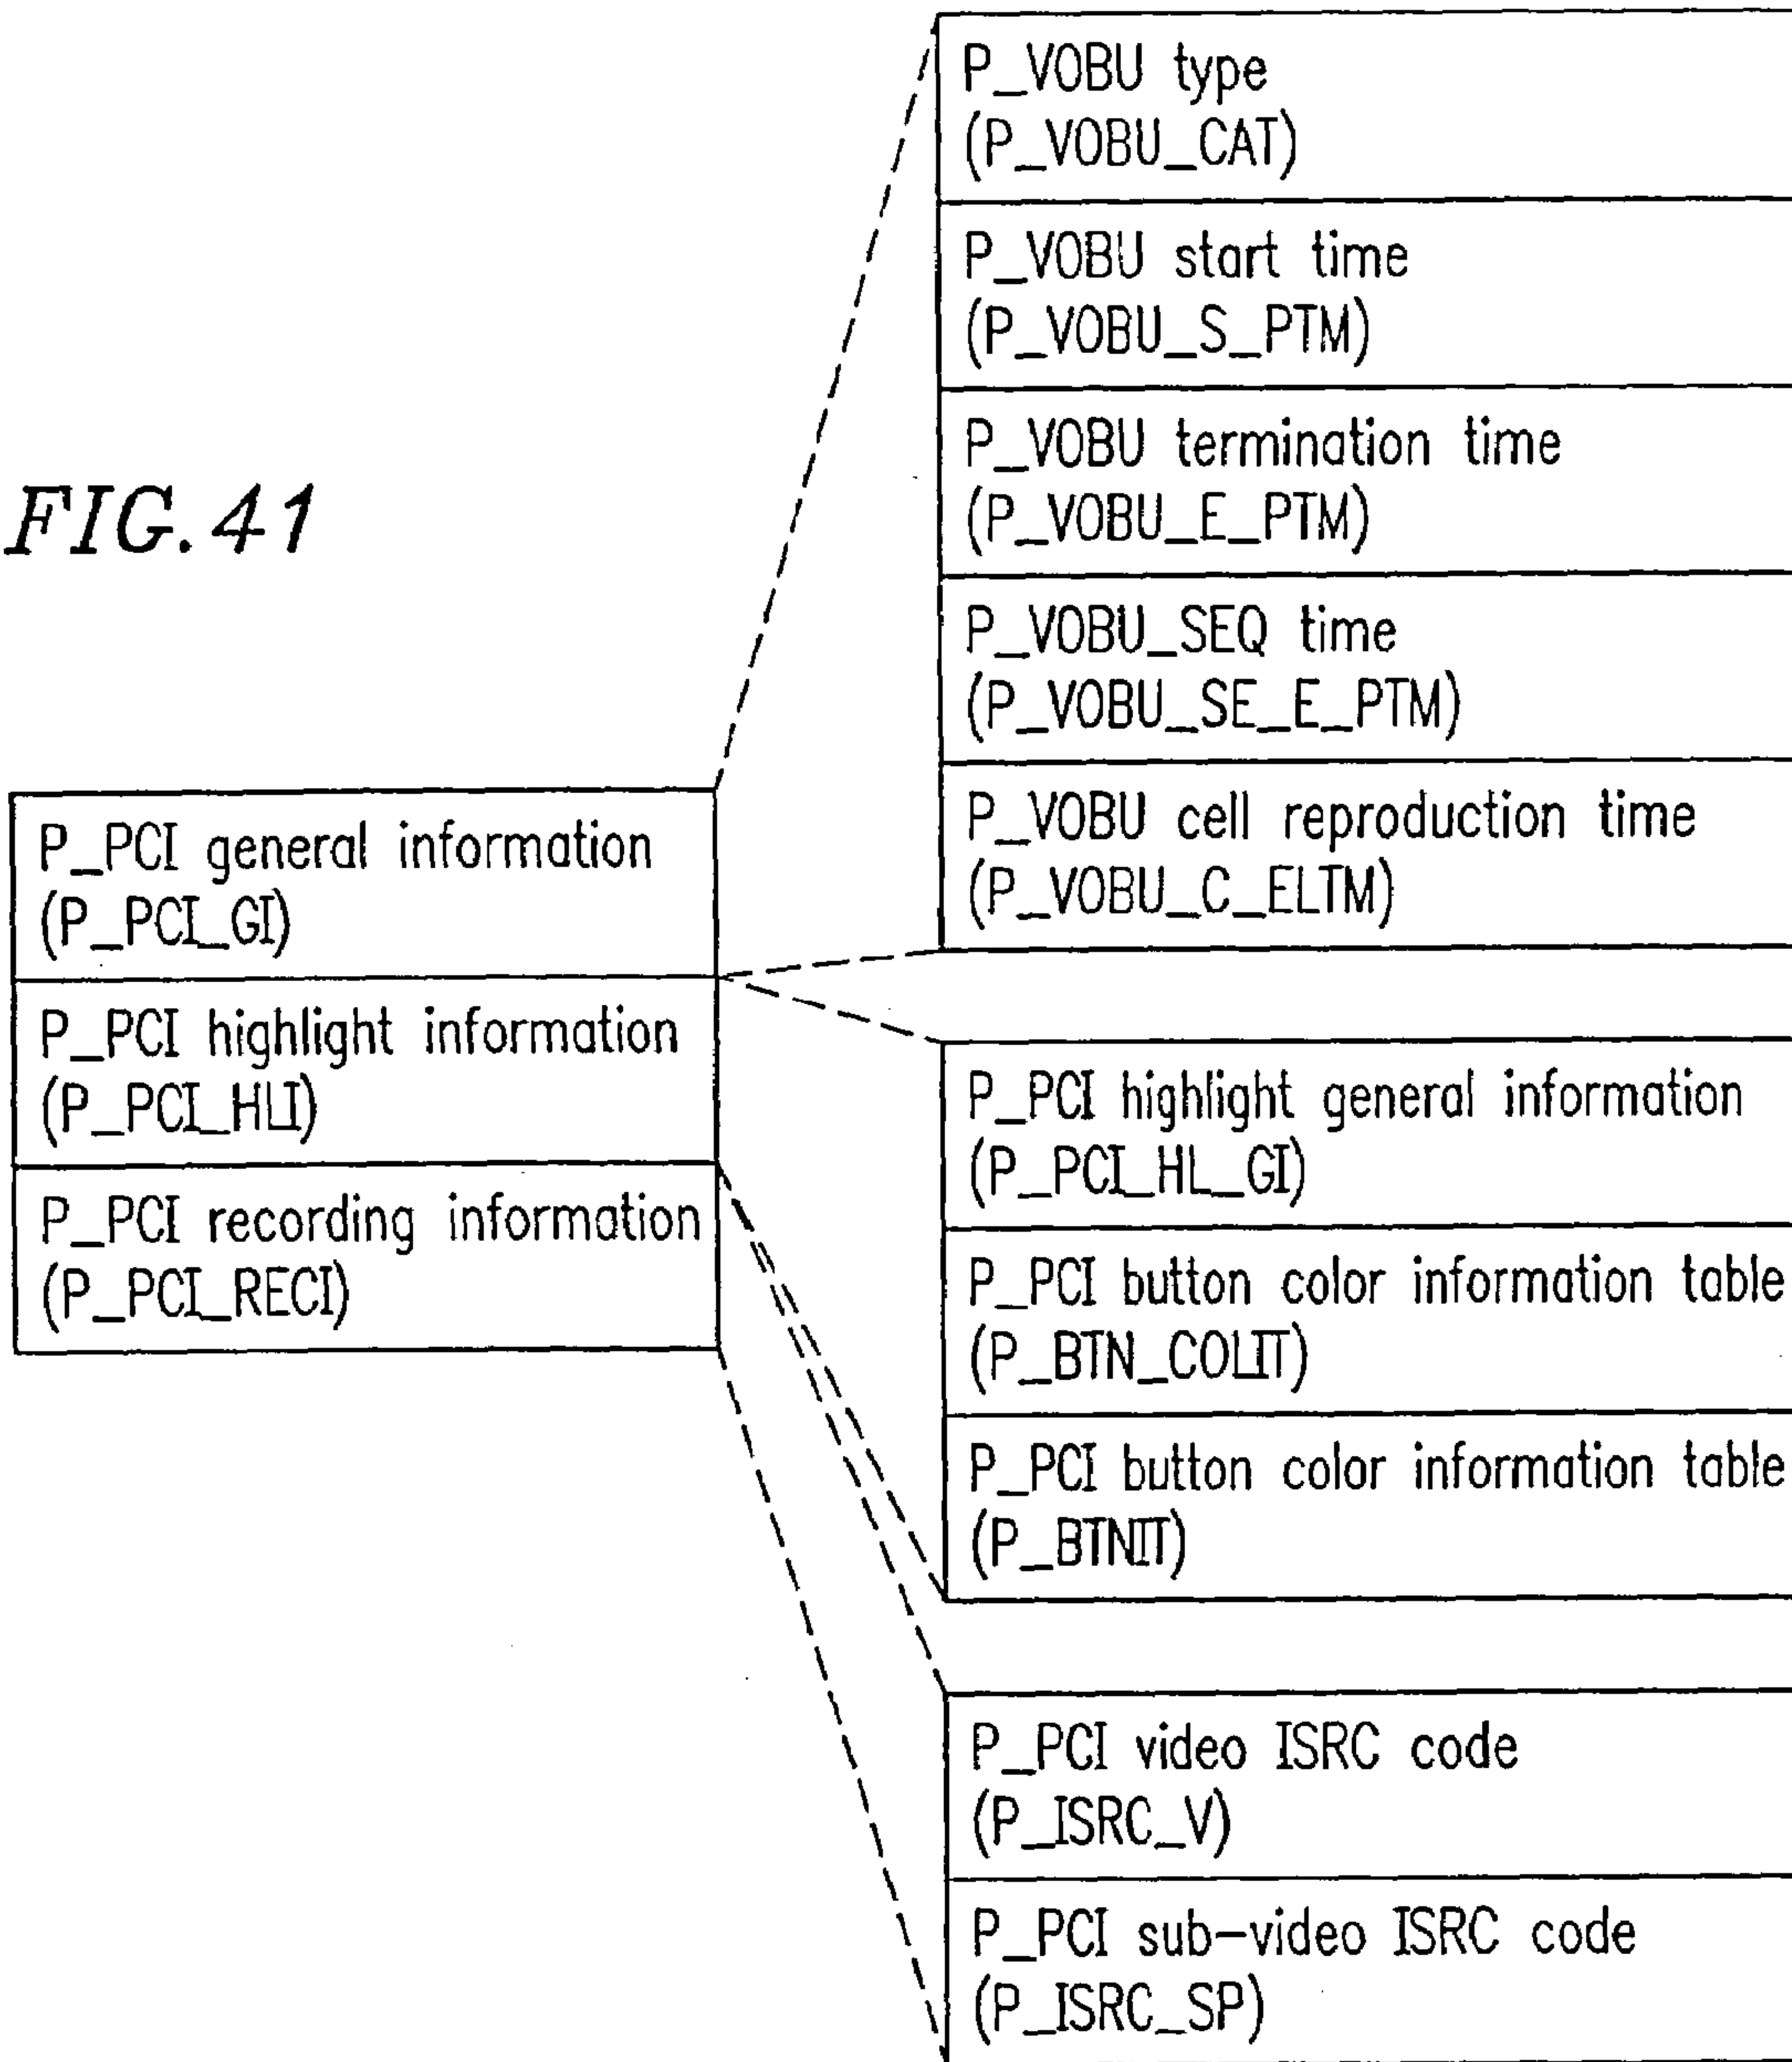 FIG. 41
P_PCI general information
(P_PCI_GI)
P_PCI highlight information
(P_PCI_HLI)
P_PCI recording information
(P_PCI_RECI)
P_VOBU type
(P_VOBU_CAT)
P_VOBU start time
(P_VOBU_S_PTM)
P_VOBU termination time
(P_VOBU_E_PTM)
P_VOBU_SEQ time
(P_VOBU_SE_E_PTM)
P_VOBU cell reproduction time
(P_VOBU_C_ELTM)
P_PCI highlight general information
(P_PCI_HL_GI)
P_PCI button color information table
(P_BTN_COLIT)
P_PCI button color information table
(P_BTNIT)
P_PCI video ISRC code
(P_ISRC_V)
P_PCI sub-video ISRC code
(P_ISRC_SP)